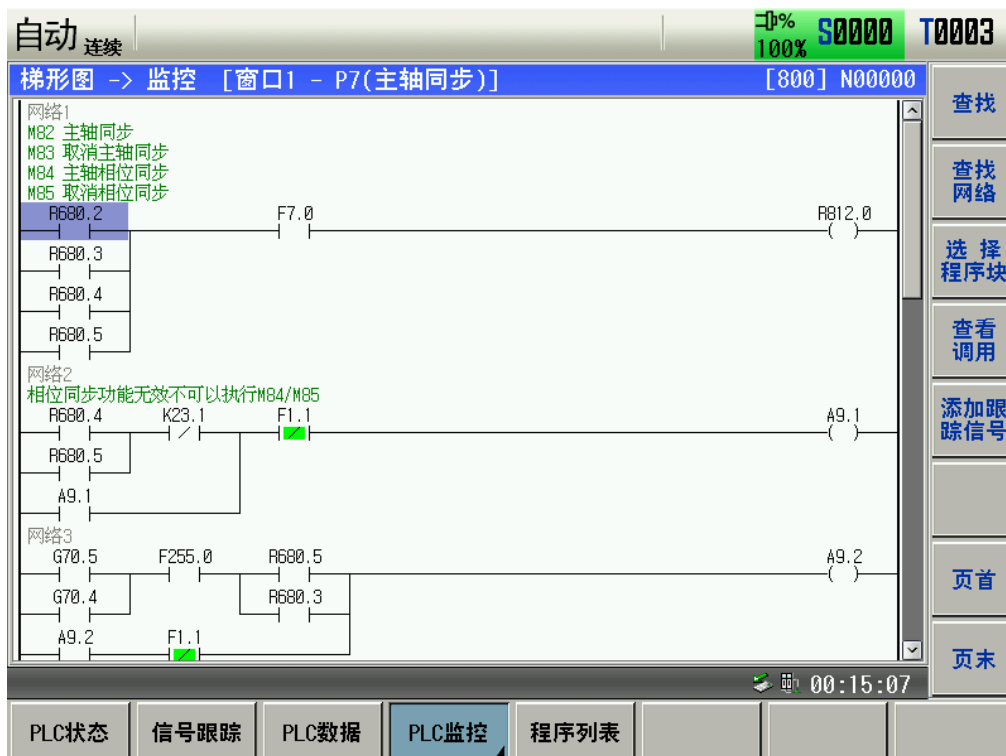 自动 连续
⊐D% 100% S0000 T0003
梯形图 -> 监控 [窗口1 - P7(主轴同步)] [800] N00000
网络1
M82 主轴同步
M83 取消主轴同步
M84 主轴相位同步
M85 取消相位同步
R680.2 F7.0 R812.0
R680.3
R680.4
R680.5
网络2
相位同步功能无效不可以执行M84/M85
R680.4 K23.1 F1.1 A9.1
R680.5
A9.1
网络3
G70.5 F255.0 R680.5 A9.2
G70.4 R680.3
A9.2 F1.1
00:15:07
查找
查找
网络
选 择
程序块
查看
调用
添加跟
踪信号
页首
页末
PLC状态 信号跟踪 PLC数据 PLC监控 程序列表